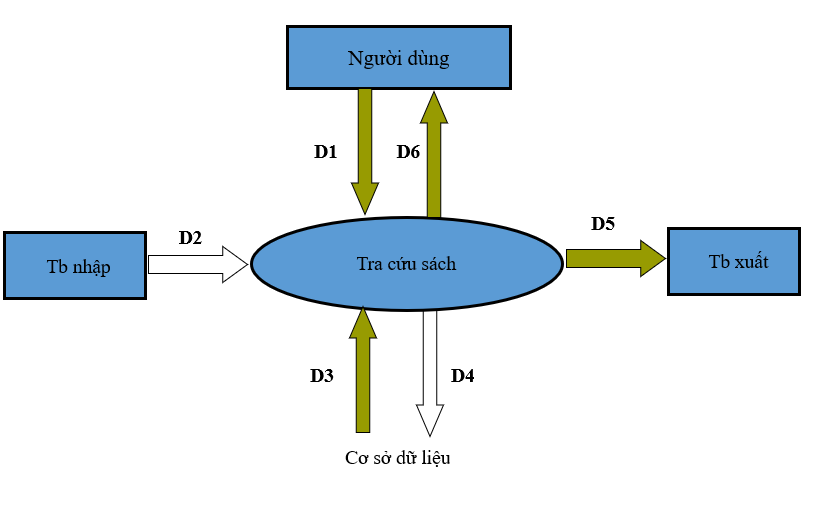 Người dùng
D1
D6
D2
D5
Tb nhập
Tra cứu sách
Tb xuất
D3
D4
Cơ sở dữ liệu